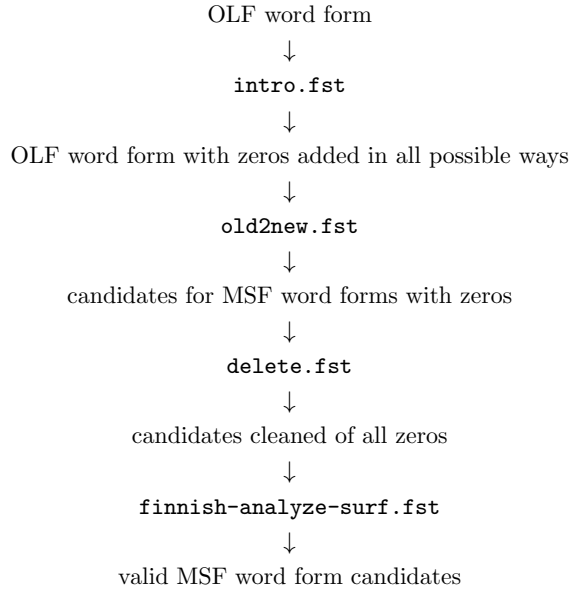 OLF word form
↓
intro.fst
↓
OLF word form with zeros added in all possible ways
↓
old2new.fst
↓
candidates for MSF word forms with zeros
↓
delete.fst
↓
candidates cleaned of all zeros
↓
finnish-analyze-surf.fst
↓
valid MSF word form candidates